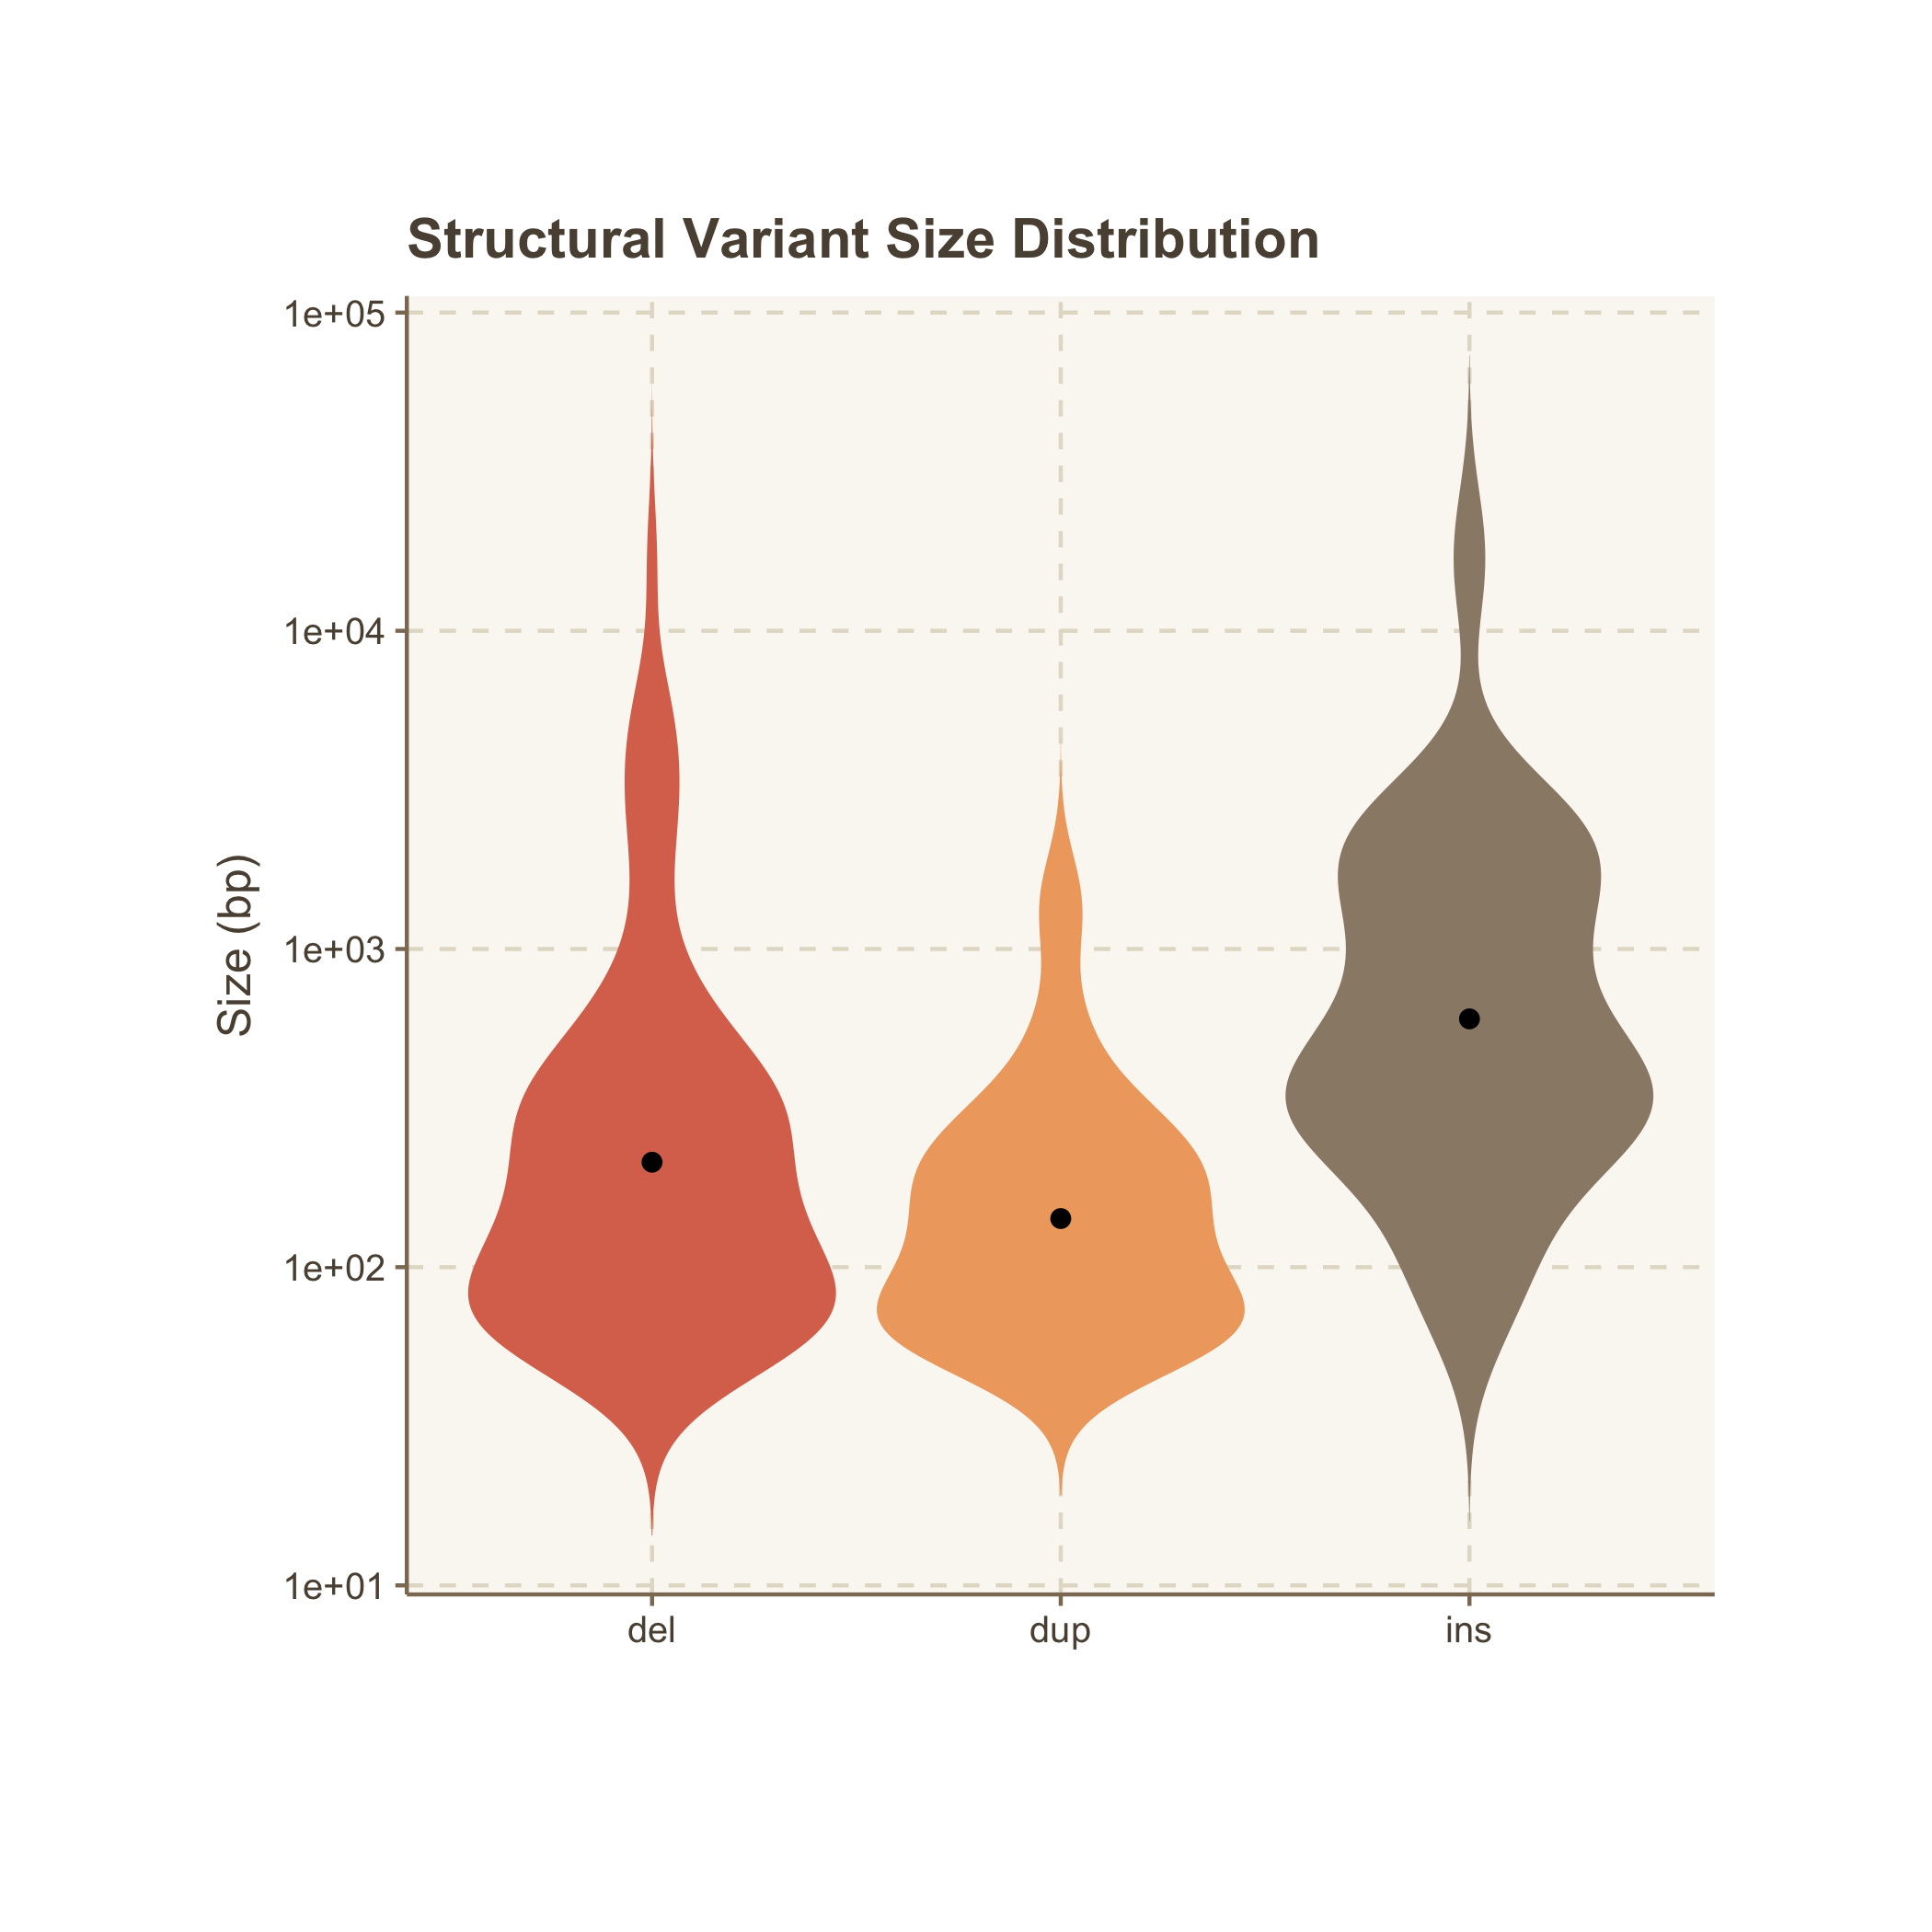 Structural Variant Size Distribution
1e+05
1e+04
1e+03
1e+02
1e+01
Size (bp)
del
dup
ins